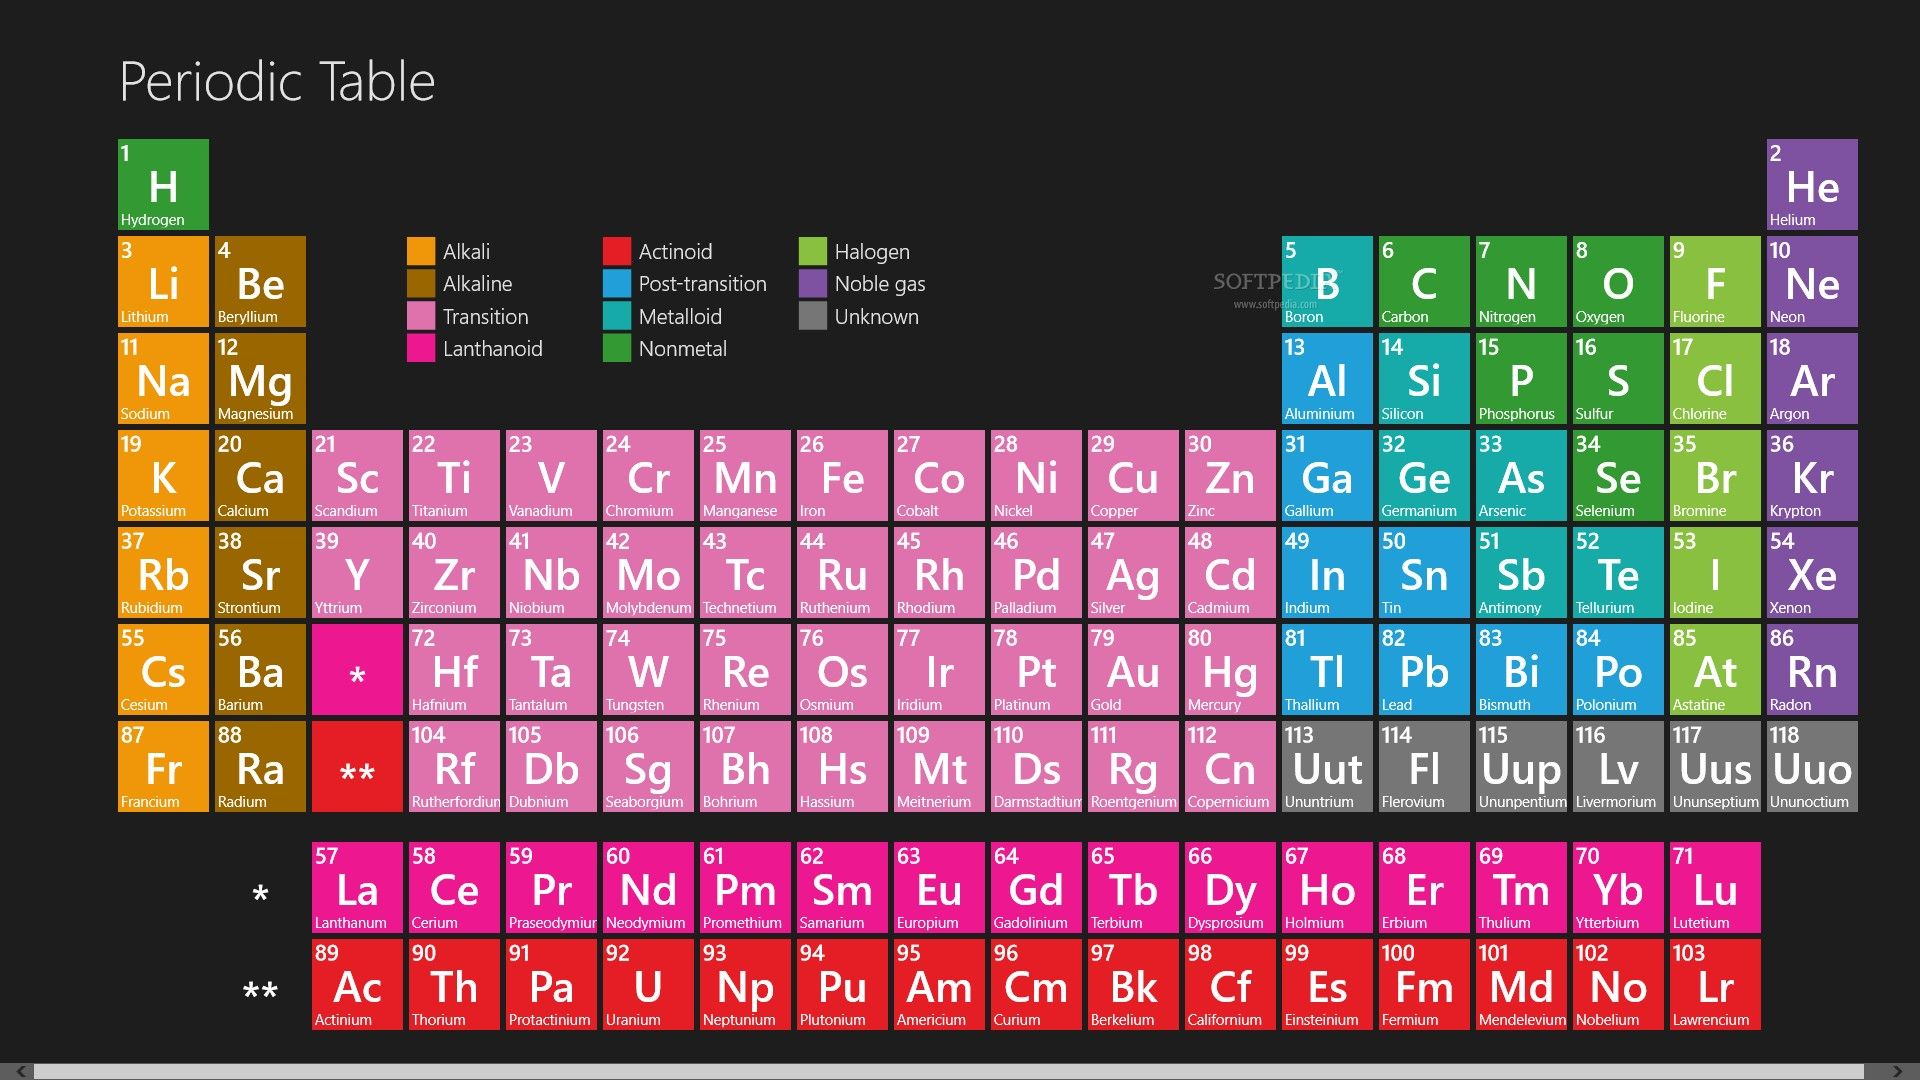 Periodic Table
1 2
H He
Hydrogen Helium
Alkali Actinoid Halogen
Alkaline Post-transition Noble gas
Transition Metalloid Unknown
Lanthanoid Nonmetal
SOFTPEDIA
www.softpedia.com
3 4 5 6 7 8 9 10
Li Be B C N O F Ne
Lithium Beryllium Boron Carbon Nitrogen Oxygen Fluorine Neon
11 12 13 14 15 16 17 18
Na Mg Al Si P S Cl Ar
Sodium Magnesium Aluminium Silicon Phosphorus Sulfur Chlorine Argon
19 20 21 22 23 24 25 26 27 28 29 30 31 32 33 34 35 36
K Ca Sc Ti V Cr Mn Fe Co Ni Cu Zn Ga Ge As Se Br Kr
Potassium Calcium Scandium Titanium Vanadium Chromium Manganese Iron Cobalt Nickel Copper Zinc Gallium Germanium Arsenic Selenium Bromine Krypton
37 38 39 40 41 42 43 44 45 46 47 48 49 50 51 52 53 54
Rb Sr Y Zr Nb Mo Tc Ru Rh Pd Ag Cd In Sn Sb Te I Xe
Rubidium Strontium Yttrium Zirconium Niobium Molybdenum Technetium Ruthenium Rhodium Palladium Silver Cadmium Indium Tin Antimony Tellurium Iodine Xenon
55 56 72 73 74 75 76 77 78 79 80 81 82 83 84 85 86
Cs Ba * Hf Ta W Re Os Ir Pt Au Hg Tl Pb Bi Po At Rn
Cesium Barium Hafnium Tantalum Tungsten Rhenium Osmium Iridium Platinum Gold Mercury Thallium Lead Bismuth Polonium Astatine Radon
87 88 104 105 106 107 108 109 110 111 112 113 114 115 116 117 118
Fr Ra ** Rf Db Sg Bh Hs Mt Ds Rg Cn Uut Fl Uup Lv Uus Uuo
Francium Radium Rutherfordiun Dubnium Seaborgium Bohrium Hassium Meitnerium Darmstadtium Roentgenium Copernicium Ununtrium Flerovium Ununpentium Livermorium Ununseptium Ununoctium
57 58 59 60 61 62 63 64 65 66 67 68 69 70 71
* La Ce Pr Nd Pm Sm Eu Gd Tb Dy Ho Er Tm Yb Lu
Lanthanum Cerium Praseodymiur Neodymium Promethium Samarium Europium Gadolinium Terbium Dysprosium Holmium Erbium Thulium Ytterbium Lutetium
89 90 91 92 93 94 95 96 97 98 99 100 101 102 103
** Ac Th Pa U Np Pu Am Cm Bk Cf Es Fm Md No Lr
Actinium Thorium Protactinium Uranium Neptunium Plutonium Americium Curium Berkelium Californium Einsteinium Fermium Mendelevium Nobelium Lawrencium